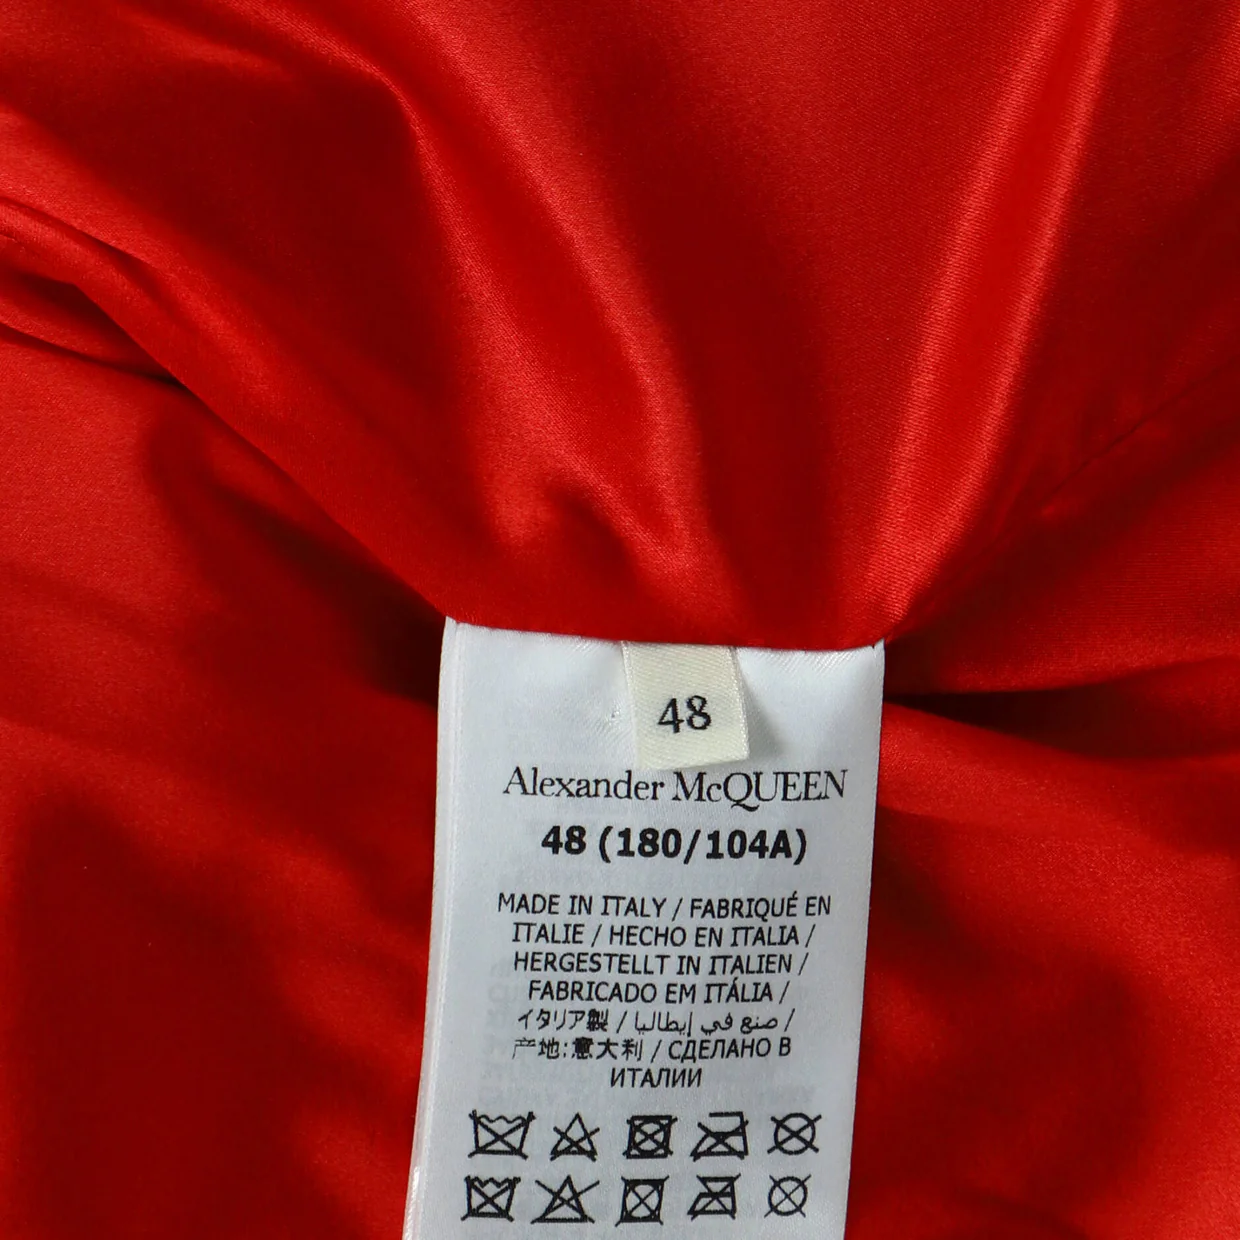 48
Alexander McQUEEN
48 (180/104A)
MADE IN ITALY / FABRIQUÉ EN
ITALIE / HECHO EN ITALIA /
HERGESTELLT IN ITALIEN /
FABRICADO EM ITÁLIA /
イタリア製 / صنع في إيطاليا /
产地:意大利 / СДЕЛАНО В
ИТАЛИИ